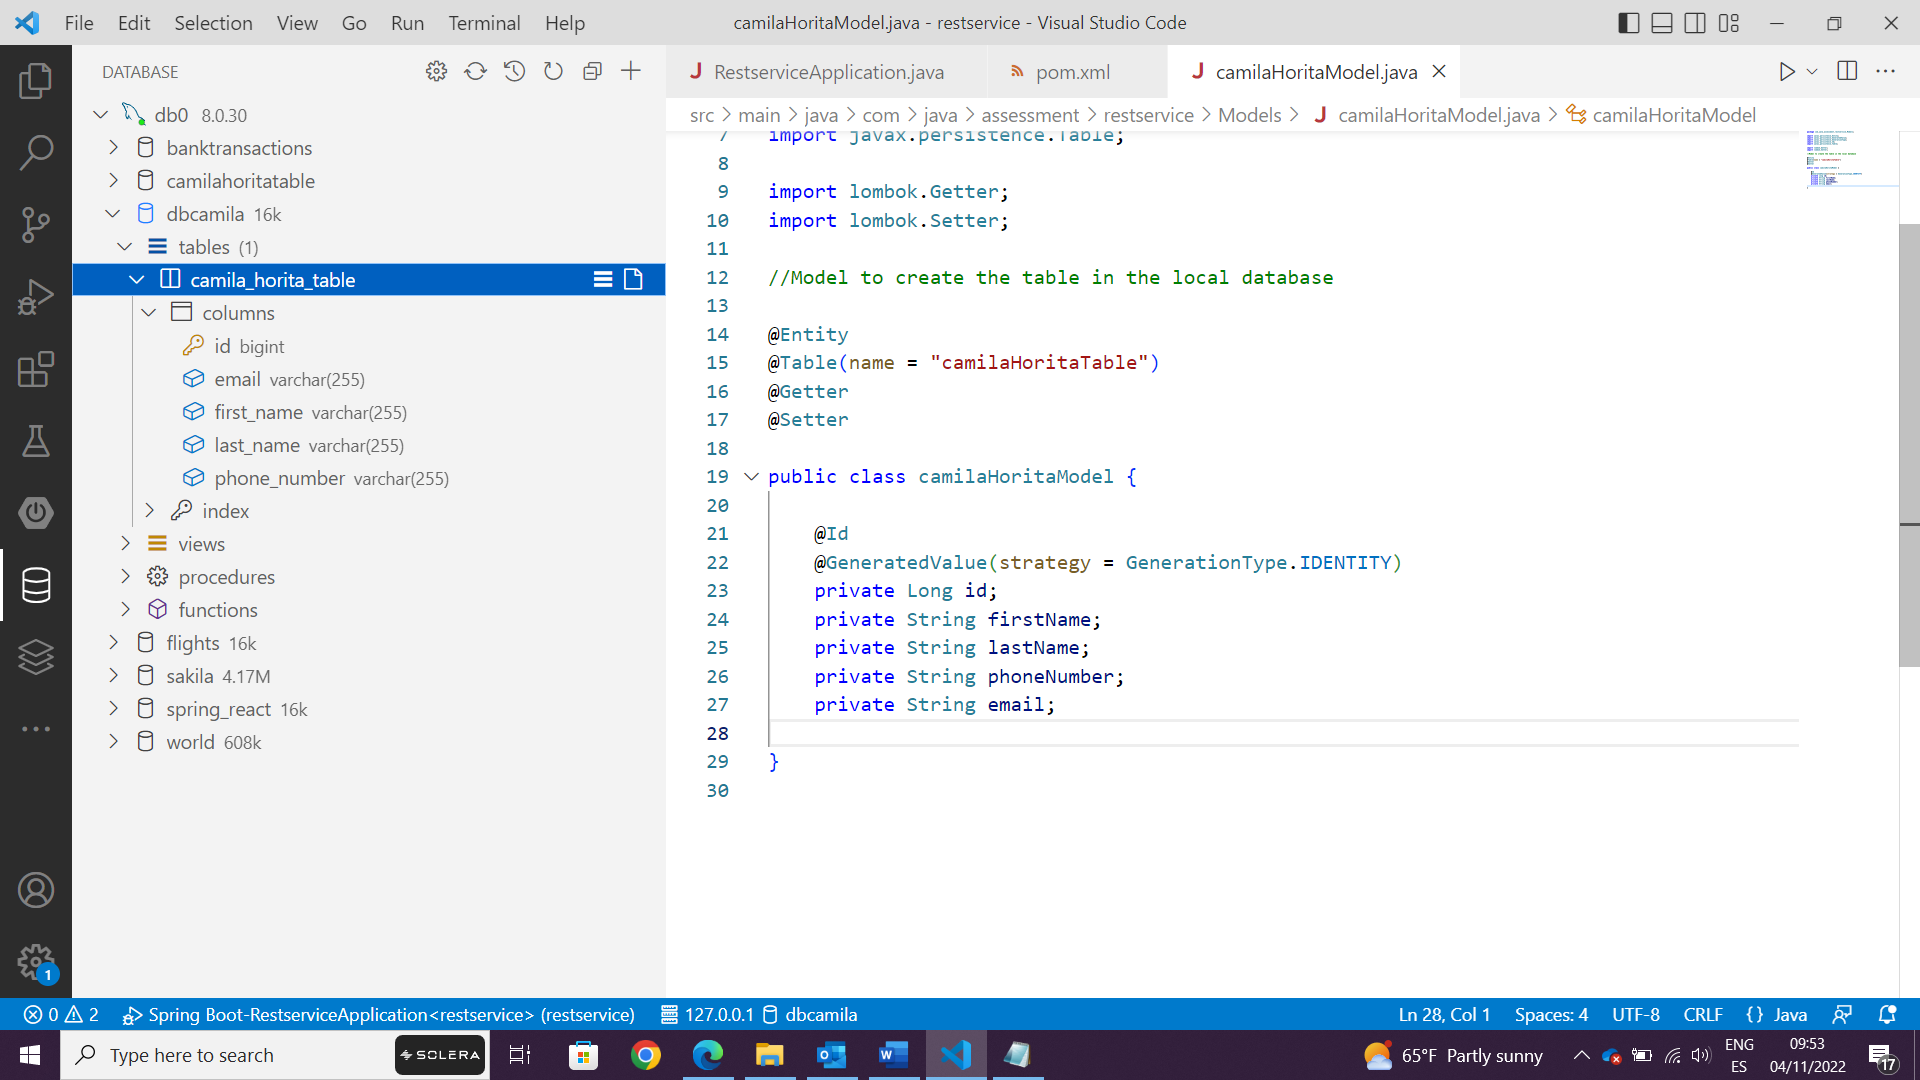 File Edit Selection View Go Run Terminal Help
camilaHoritaModel.java - restservice - Visual Studio Code
DATABASE
db0 8.0.30
banktransactions
camilahoritatable
dbcamila 16k
tables (1)
camila_horita_table
columns
id bigint
email varchar(255)
first_name varchar(255)
last_name varchar(255)
phone_number varchar(255)
index
views
procedures
functions
flights 16k
sakila 4.17M
spring_react 16k
world 608k
1
J RestserviceApplication.java
pom.xml
J camilaHoritaModel.java
src > main > java > com > java > assessment > restservice > Models > J camilaHoritaModel.java > camilaHoritaModel
7 import javax.persistence.Table;
8
9 import lombok.Getter;
10 import lombok.Setter;
11
12 //Model to create the table in the local database
13
14 @Entity
15 @Table(name = "camilaHoritaTable")
16 @Getter
17 @Setter
18
19 public class camilaHoritaModel {
20
21 @Id
22 @GeneratedValue(strategy = GenerationType.IDENTITY)
23 private Long id;
24 private String firstName;
25 private String lastName;
26 private String phoneNumber;
27 private String email;
28
29 }
30
0 2 Spring Boot-RestserviceApplication<restservice> (restservice) 127.0.0.1 dbcamila
Ln 28, Col 1 Spaces: 4 UTF-8 CRLF {} Java
Type here to search
SOLERA
65°F Partly sunny
ENG
ES
09:53
04/11/2022
17